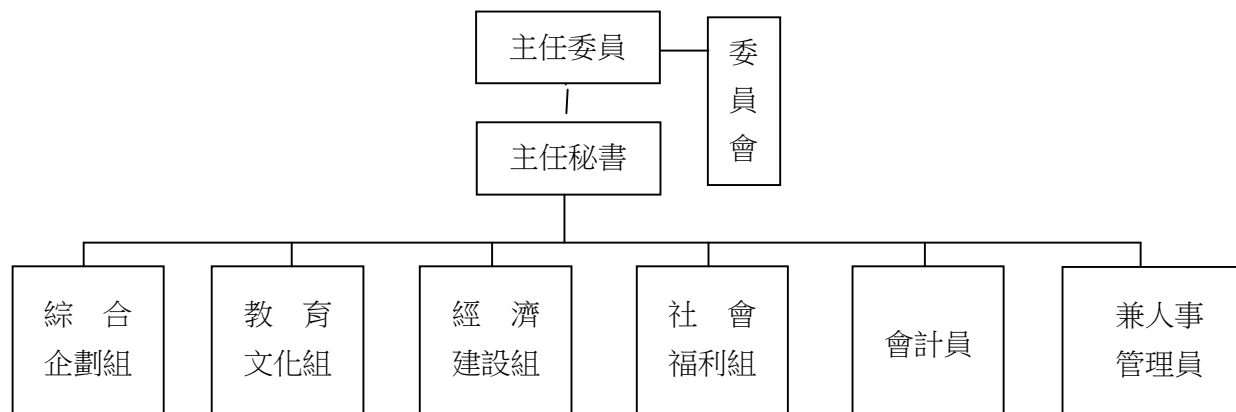 主任委員
委員會
主任秘書
綜 合
企劃組
教 育
文化組
經 濟
建設組
社 會
福利組
會計員
兼人事
管理員